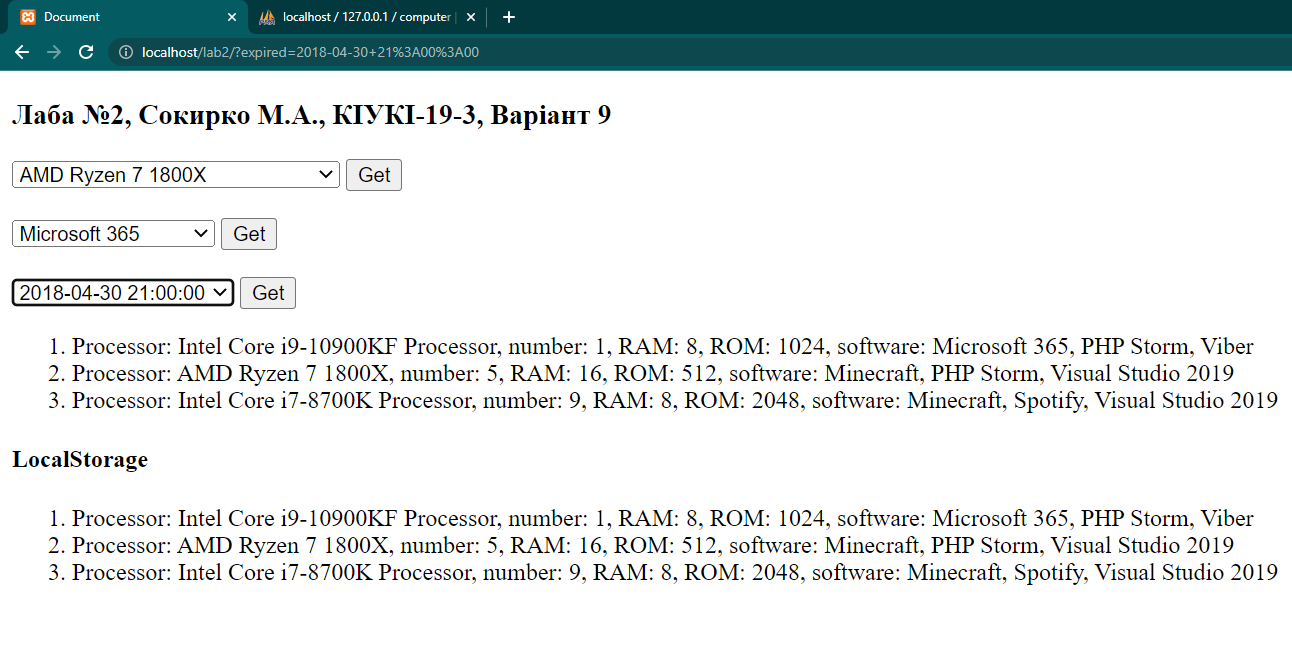 Document
localhost / 127.0.0.1 / computer
localhost/lab2/?expired=2018-04-30+21%3A00%3A00
Лаба №2, Сокирко М.А., КІУКІ-19-3, Варіант 9
AMD Ryzen 7 1800X Get
Microsoft 365 Get
2018-04-30 21:00:00 Get
1. Processor: Intel Core i9-10900KF Processor, number: 1, RAM: 8, ROM: 1024, software: Microsoft 365, PHP Storm, Viber
2. Processor: AMD Ryzen 7 1800X, number: 5, RAM: 16, ROM: 512, software: Minecraft, PHP Storm, Visual Studio 2019
3. Processor: Intel Core i7-8700K Processor, number: 9, RAM: 8, ROM: 2048, software: Minecraft, Spotify, Visual Studio 2019
LocalStorage
1. Processor: Intel Core i9-10900KF Processor, number: 1, RAM: 8, ROM: 1024, software: Microsoft 365, PHP Storm, Viber
2. Processor: AMD Ryzen 7 1800X, number: 5, RAM: 16, ROM: 512, software: Minecraft, PHP Storm, Visual Studio 2019
3. Processor: Intel Core i7-8700K Processor, number: 9, RAM: 8, ROM: 2048, software: Minecraft, Spotify, Visual Studio 2019